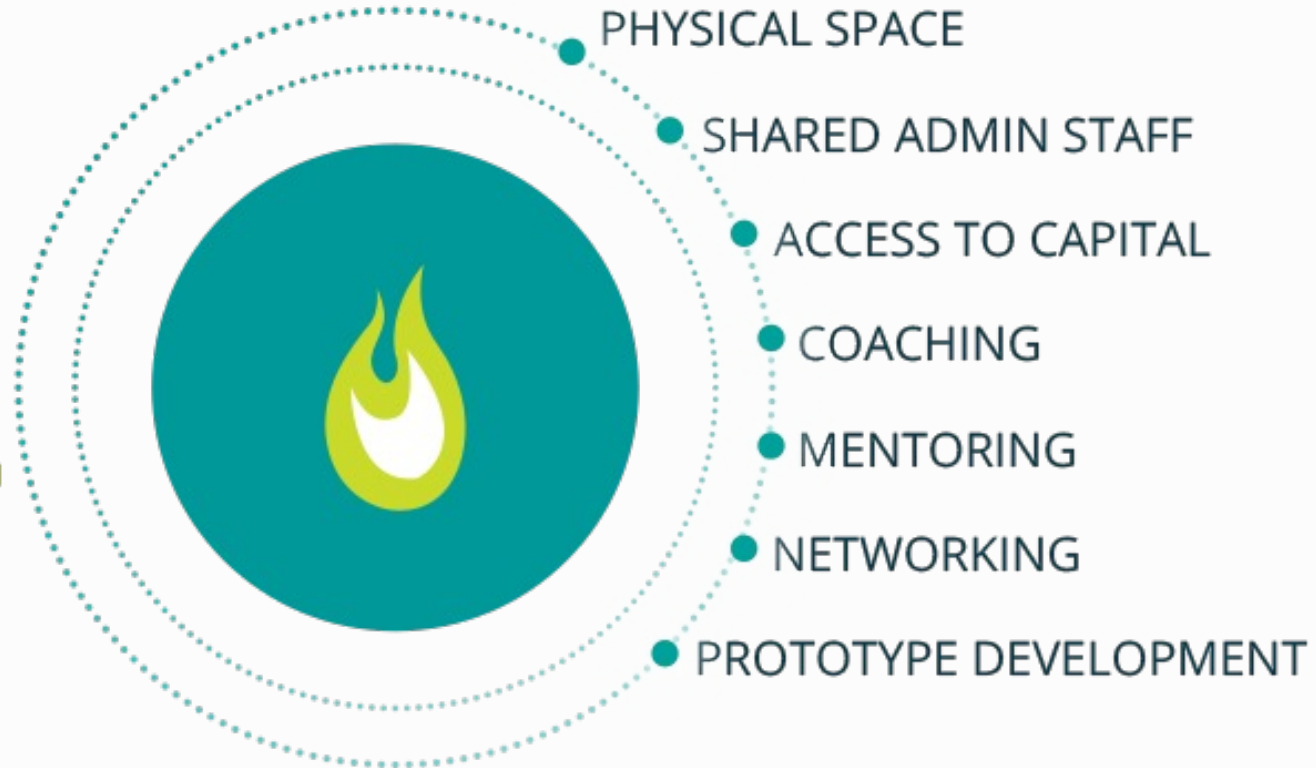 PHYSICAL SPACE
SHARED ADMIN STAFF
ACCESS TO CAPITAL
COACHING
MENTORING
NETWORKING
PROTOTYPE DEVELOPMENT